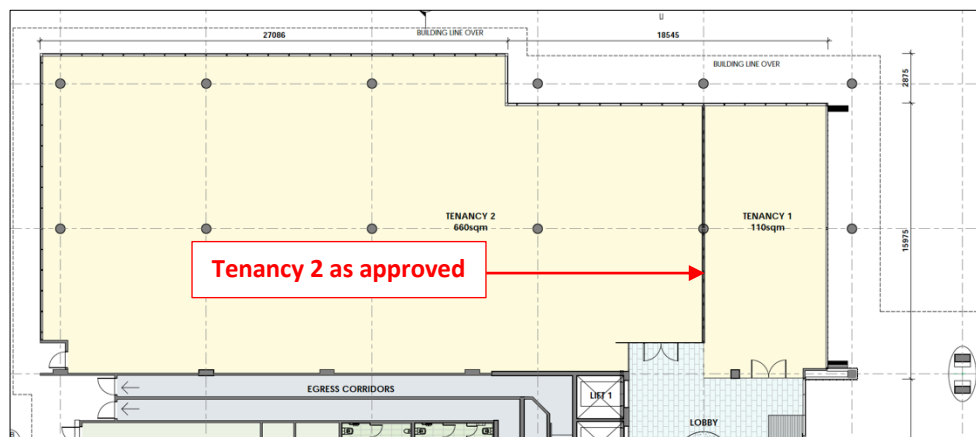 LI
BUILDING LINE OVER
27086
18545
BUILDING LINE OVER
2875
TENANCY 2
660sqm
TENANCY 1
110sqm
15975
Tenancy 2 as approved
EGRESS CORRIDORS
LIFT 1
LOBBY